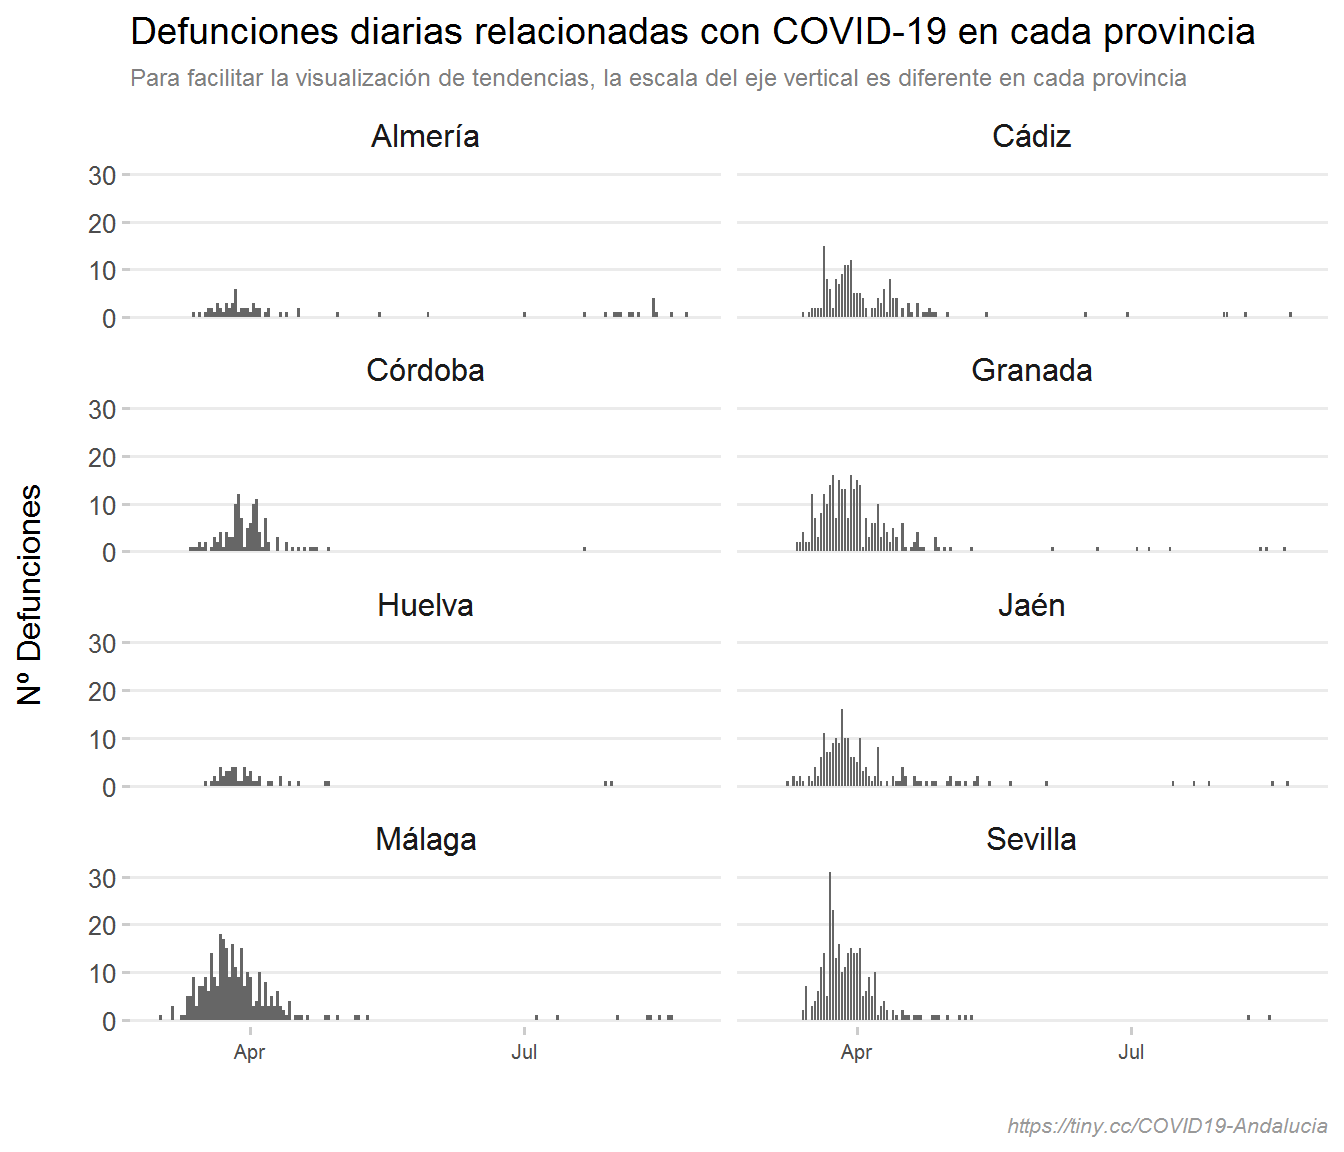 Defunciones diarias relacionadas con COVID-19 en cada provincia
Para facilitar la visualización de tendencias, la escala del eje vertical es diferente en cada provincia
Almería
Cádiz
30
20
10
0
Córdoba
Granada
30
20
10
0
Nº Defunciones
Huelva
Jaén
30
20
10
0
Málaga
Sevilla
30
20
10
0
Apr
Jul
Apr
Jul
https://tiny.cc/COVID19-Andalucia